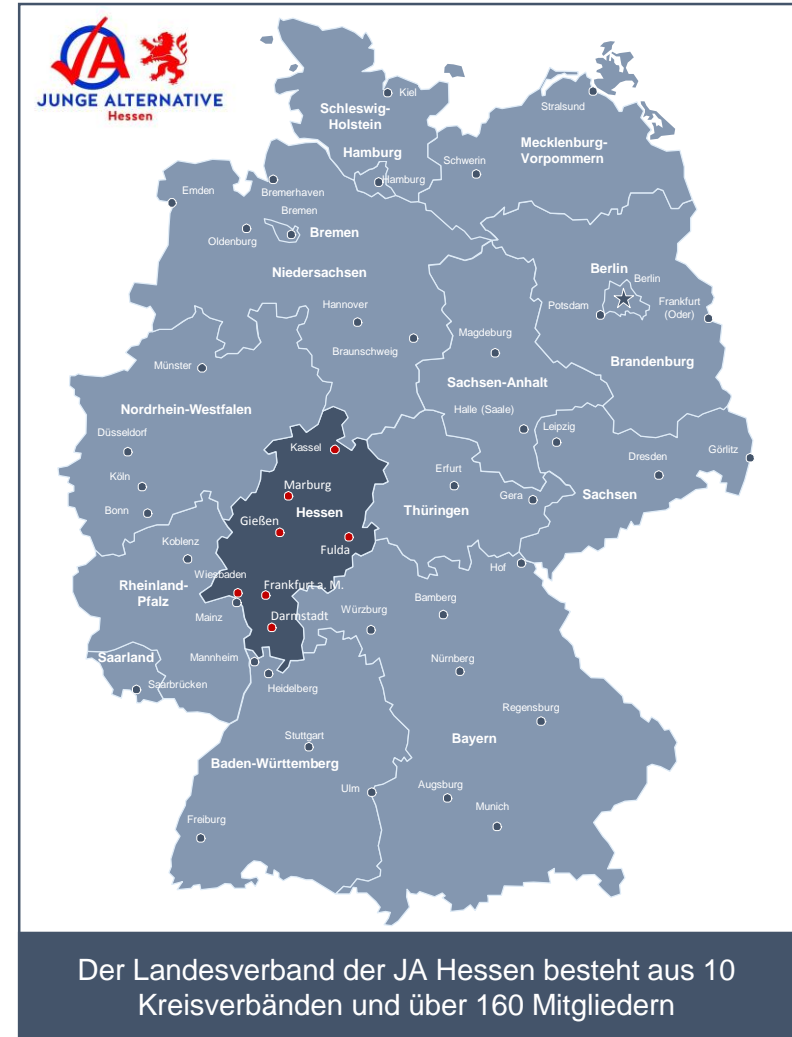 JA
JUNGE ALTERNATIVE
Hessen
Kiel
Schleswig-
Holstein
Stralsund
Mecklenburg-
Vorpommern
Hamburg
Schwerin
Hamburg
Emden
Bremerhaven
Bremen
Oldenburg
Bremen
Niedersachsen
Berlin
Berlin
Hannover
Potsdam
Frankfurt
(Oder)
Braunschweig
Magdeburg
Münster
Brandenburg
Sachsen-Anhalt
Nordrhein-Westfalen
Halle (Saale)
Düsseldorf
Leipzig
Kassel
Görlitz
Dresden
Köln
Erfurt
Marburg
Gera
Sachsen
Bonn
Hessen
Thüringen
Gießen
Koblenz
Fulda
Hof
Wiesbaden
Rheinland-
Pfalz
Frankfurt a. M.
Bamberg
Mainz
Würzburg
Darmstadt
Saarland
Mannheim
Nürnberg
Saarbrücken
Heidelberg
Regensburg
Stuttgart
Bayern
Baden-Württemberg
Ulm
Augsburg
Munich
Freiburg
Der Landesverband der JA Hessen besteht aus 10
Kreisverbänden und über 160 Mitgliedern